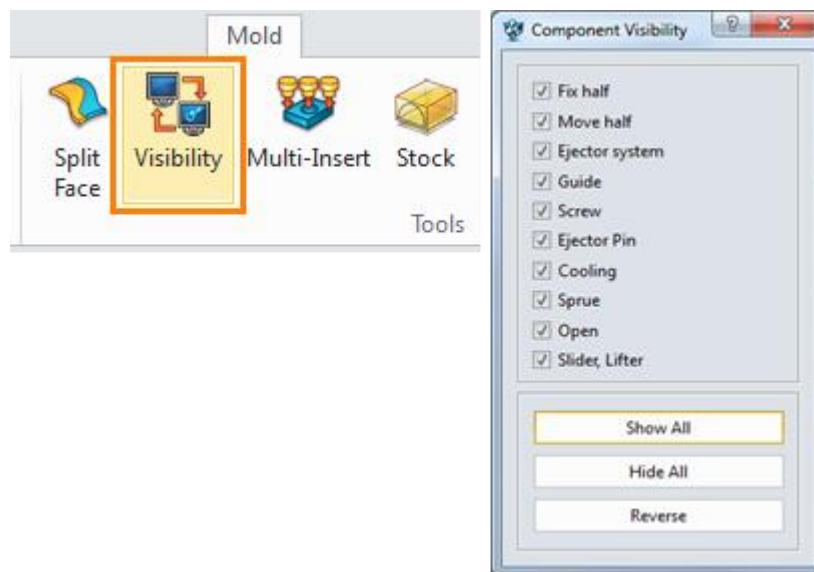 Mold
Split Face
Visibility
Multi-Insert
Stock
Tools
Component Visibility
?
Fix half
Move half
Ejector system
Guide
Screw
Ejector Pin
Cooling
Sprue
Open
Slider, Lifter
Show All
Hide All
Reverse